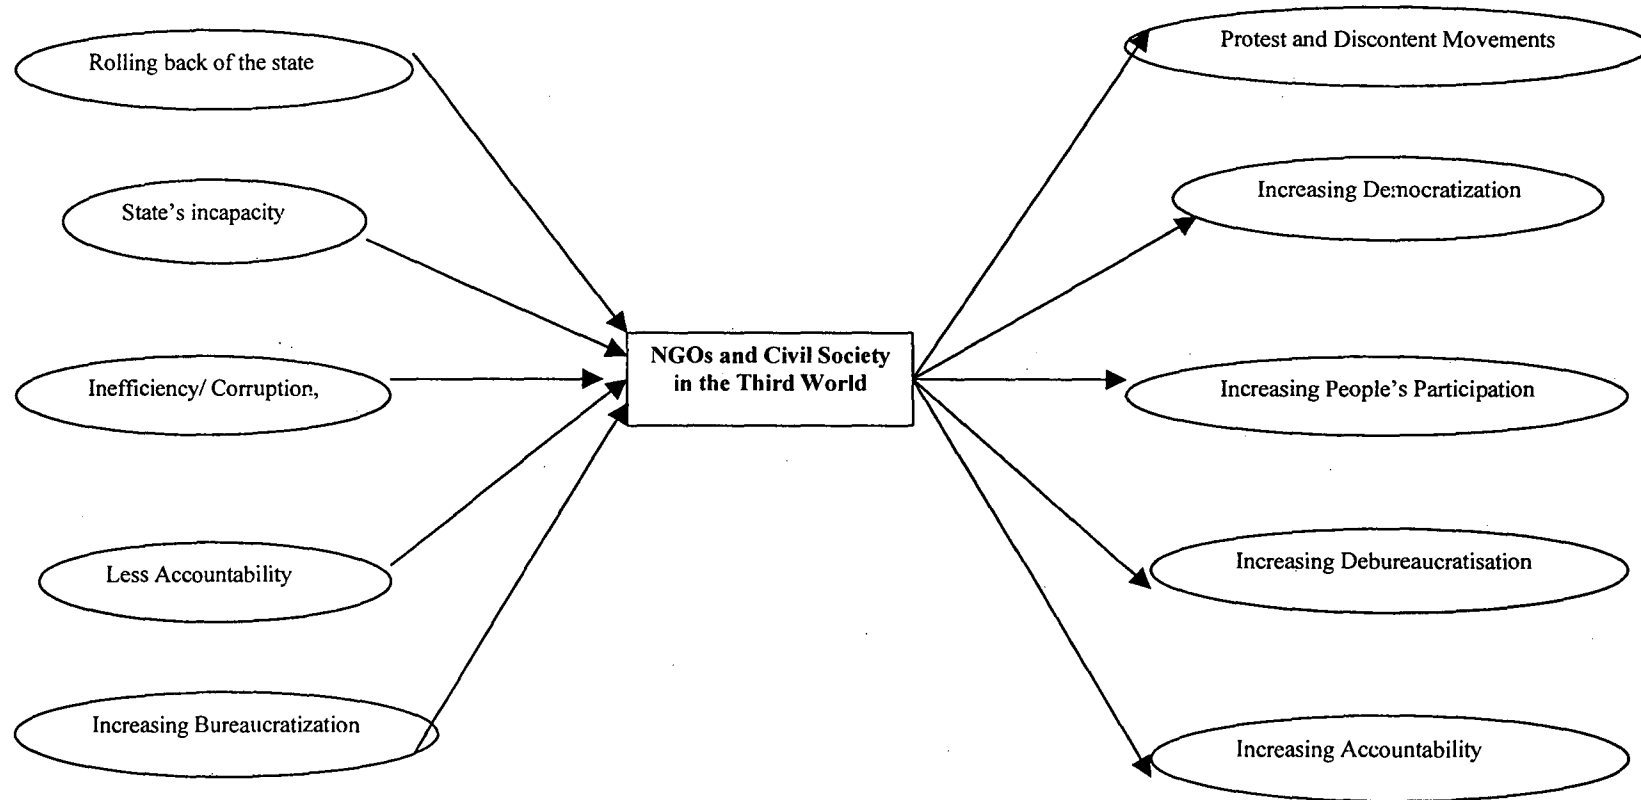 Rolling back of the state
State's incapacity
Inefficiency/ Corruption,
Less Accountability
Increasing Bureaucratization
NGOs and Civil Society
in the Third World
Protest and Discontent Movements
Increasing Democratization
Increasing People's Participation
Increasing Debureaucratisation
Increasing Accountability